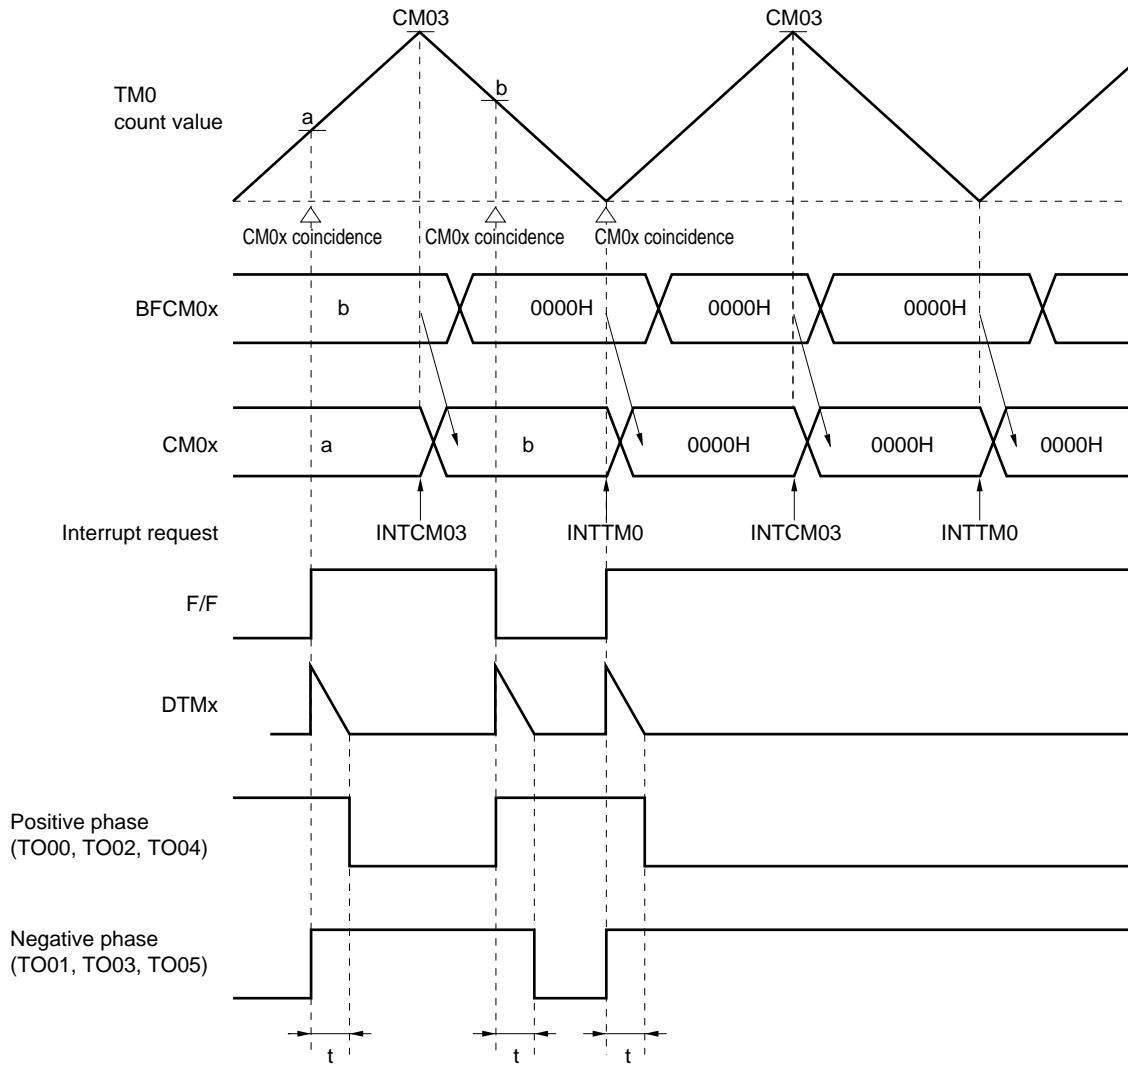 CM03
CM03
TM0
count value
a
b
CM0x coincidence
CM0x coincidence
CM0x coincidence
BFCM0x
b
0000H
0000H
0000H
CM0x
a
b
0000H
0000H
0000H
Interrupt request
INTCM03
INTTM0
INTCM03
INTTM0
F/F
DTMx
Positive phase
(TO00, TO02, TO04)
Negative phase
(TO01, TO03, TO05)
t
t
t